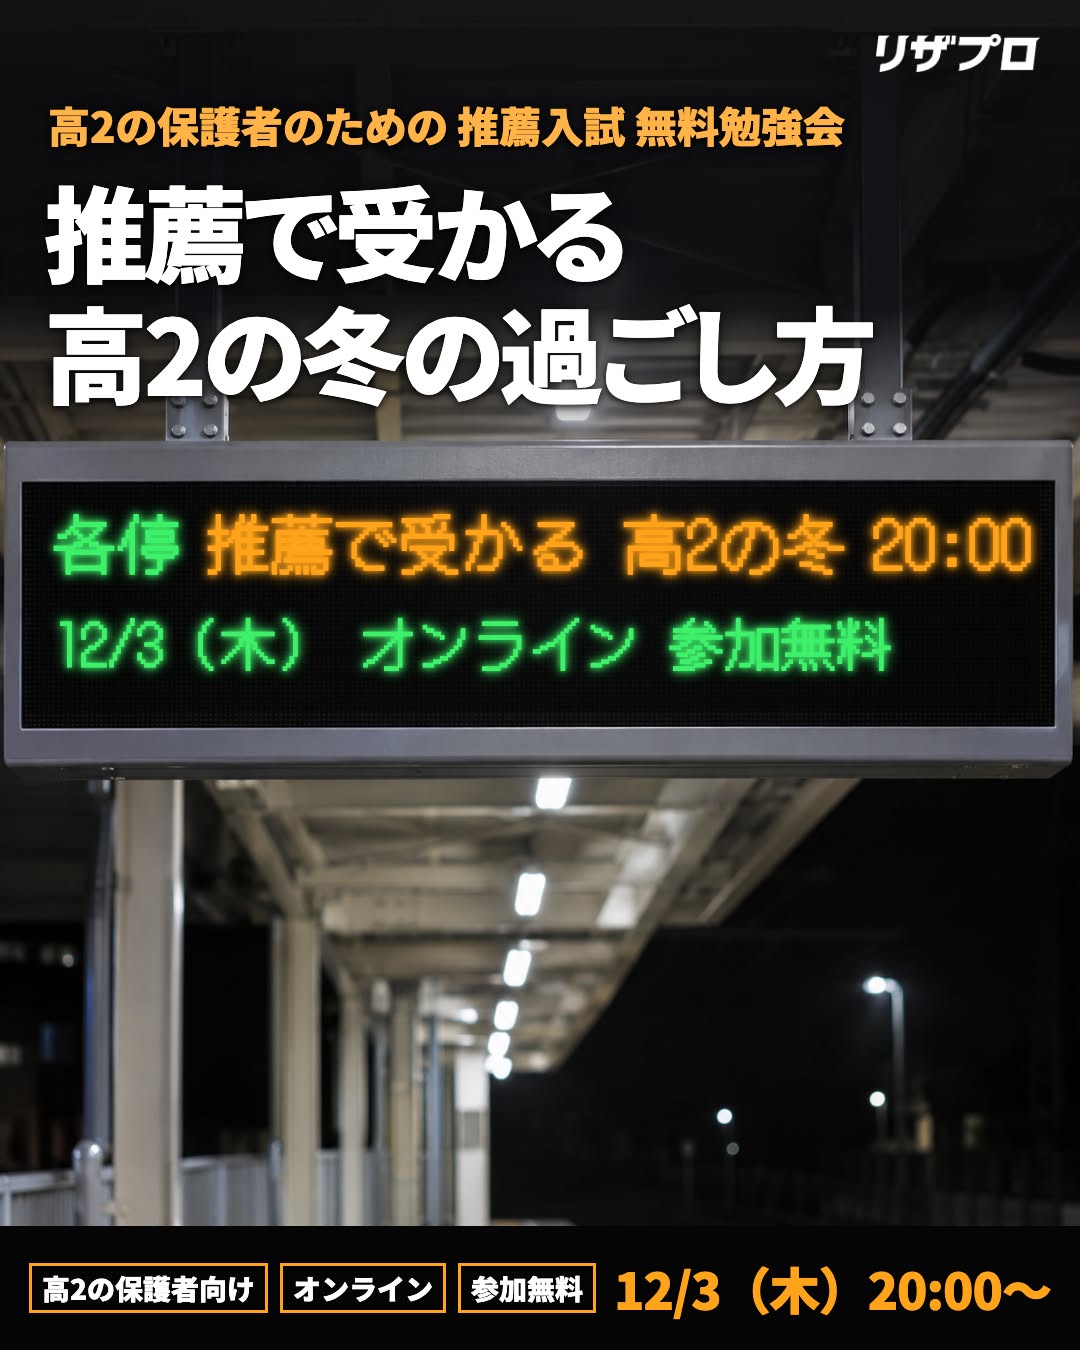 リザプロ
高2の保護者のための 推薦入試 無料勉強会
推薦で受かる
高2の冬の過ごし方
各停 推薦で受かる 高2の冬 20:00
12/3（木） オンライン 参加無料
高2の保護者向け オンライン 参加無料 12/3（木）20:00〜